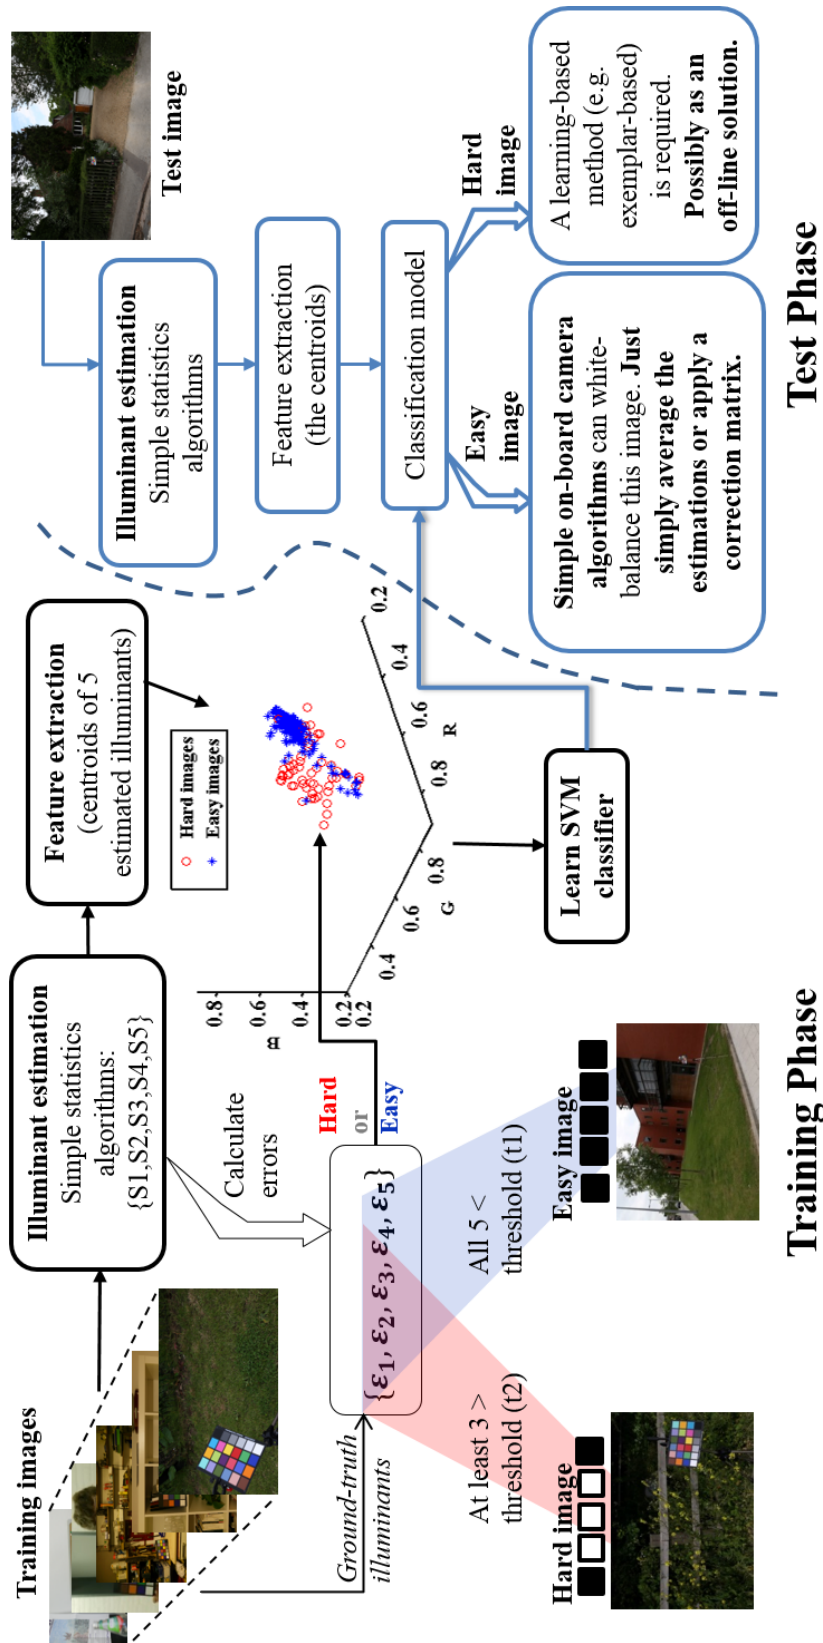 Training images
Illuminant estimation
Simple statistics
algorithms:
{S1,S2,S3,S4,S5}
Feature extraction
(centroids of 5
estimated illuminants)
Ground-truth
illuminants
Calculate
errors
{ε1, ε2, ε3, ε4, ε5}
Hard
or
Easy
Hard images
Easy images
B
0.8
0.6
0.4
0.2
0.2
0.4
0.6
0.8
G
0.8
0.6
0.4
0.2
R
At least 3 >
threshold (t2)
All 5 <
threshold (t1)
Hard image
Easy image
Learn SVM
classifier
Training Phase
Test image
Illuminant estimation
Simple statistics
algorithms
Feature extraction
(the centroids)
Classification model
Easy
image
Hard
image
Simple on-board camera
algorithms can white-
balance this image. Just
simply average the
estimations or apply a
correction matrix.
A learning-based
method (e.g.
exemplar-based)
is required.
Possibly as an
off-line solution.
Test Phase